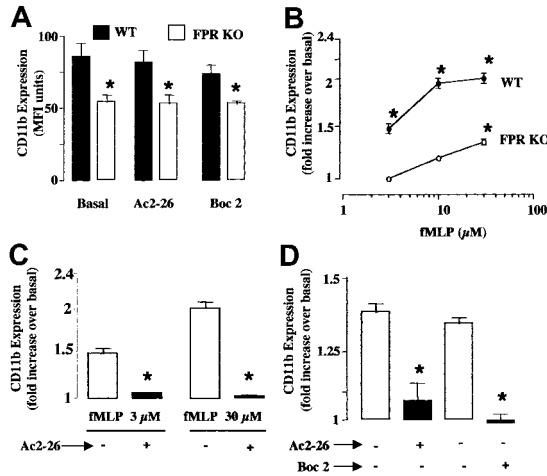 A
WT
FPR KO
100
50
0
CD11b Expression
(MFI units)
*
*
*
Basal
Ac2-26
Boc 2
B
2.4
2
1.5
1
CD11b Expression
(fold increase over basal)
*
*
*
WT
*
FPR KO
1
10
100
fMLP (µM)
C
2.4
2
1.5
1
CD11b Expression
(fold increase over basal)
*
*
fMLP 3 µM
fMLP 30 µM
Ac2-26
-
+
-
+
D
1.5
1.25
1
CD11b Expression
(fold increase over basal)
*
*
Ac2-26
-
+
-
-
Boc 2
-
-
-
+